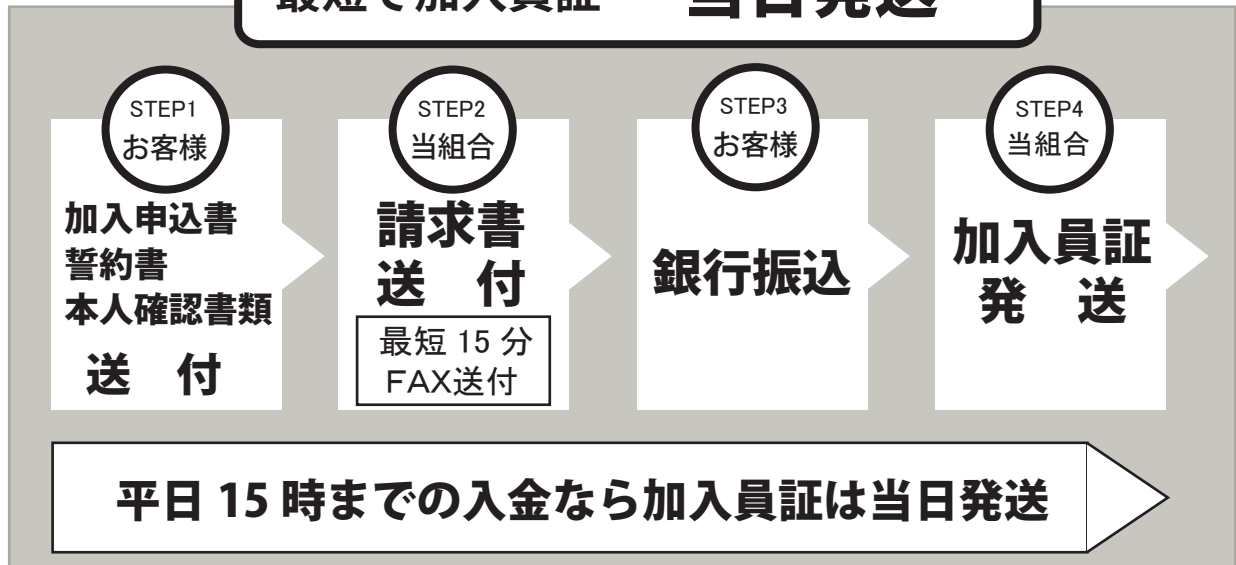 最短で加入員証 当日発送
STEP1
お客様
加入申込書
誓約書
本人確認書類
送 付
STEP2
当組合
請求書
送 付
最短 15 分
FAX送付
STEP3
お客様
銀行振込
STEP4
当組合
加入員証
発 送
平日 15 時までの入金なら加入員証は当日発送